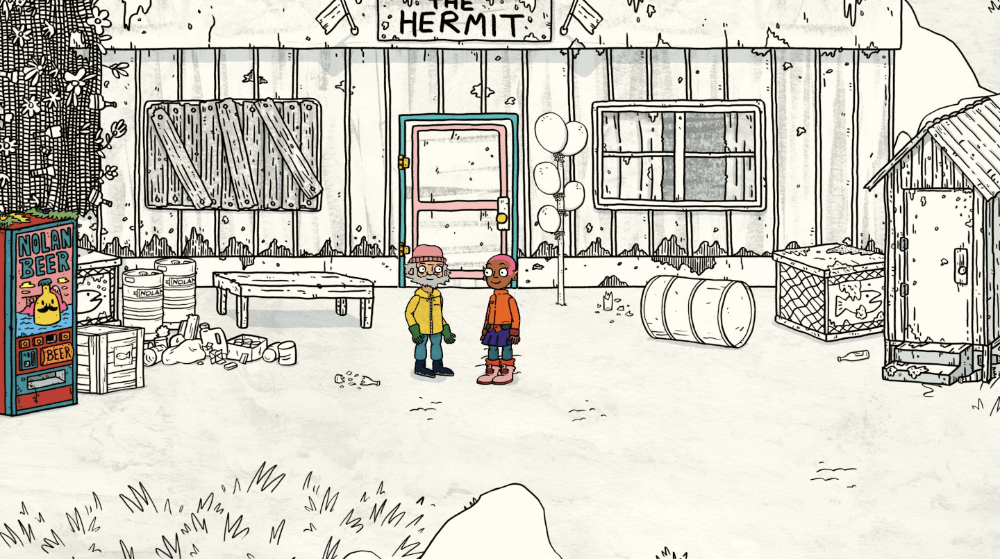 THE
HERMIT
NOLAN
BEER
BEER
NOLAN
NOLAN